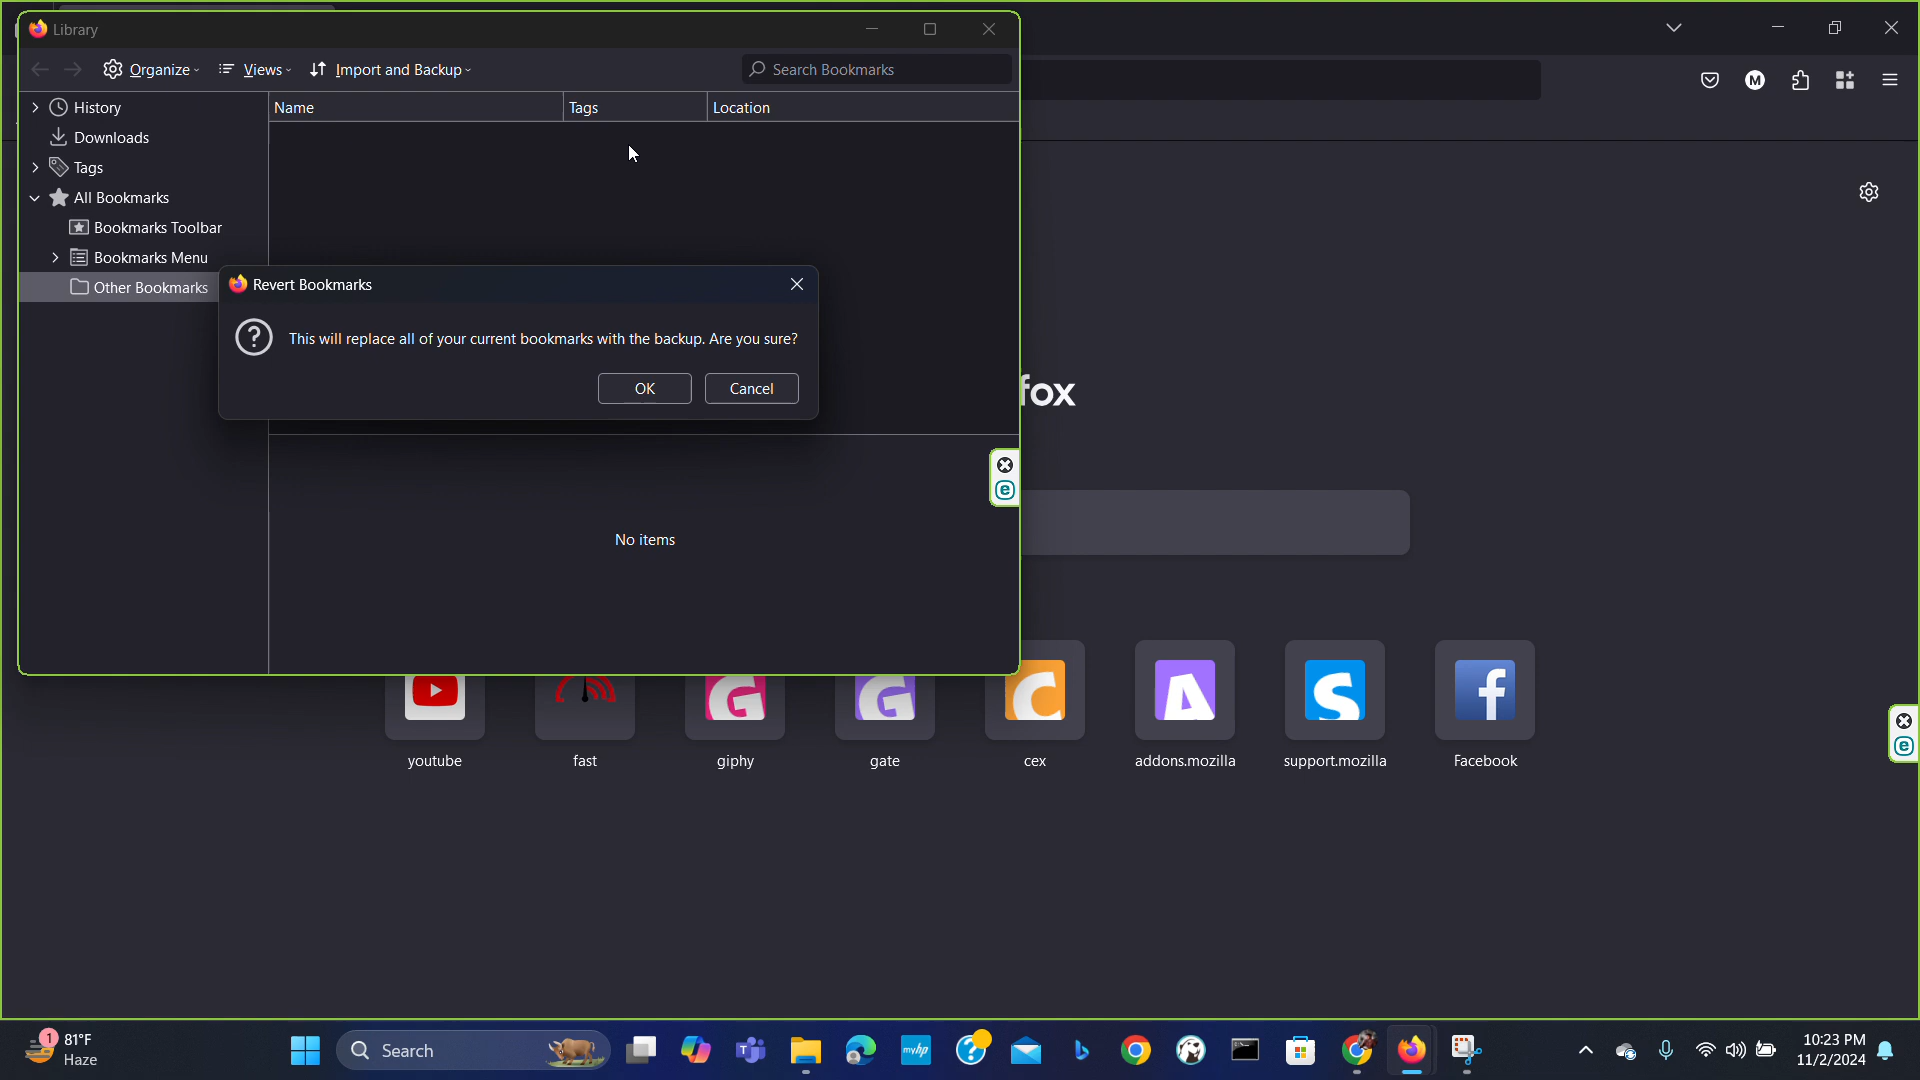 Library
Organize
Views
Import and Backup
Search Bookmarks
History
Downloads
Tags
All Bookmarks
Bookmarks Toolbar
Bookmarks Menu
Other Bookmarks
Name
Tags
Location
Revert Bookmarks
This will replace all of your current bookmarks with the backup. Are you sure?
OK
Cancel
No items
fox
M
youtube
fast
giphy
gate
cex
addons.mozilla
support.mozilla
Facebook
1
81°F
Haze
Search
myhp
10:23 PM
11/2/2024